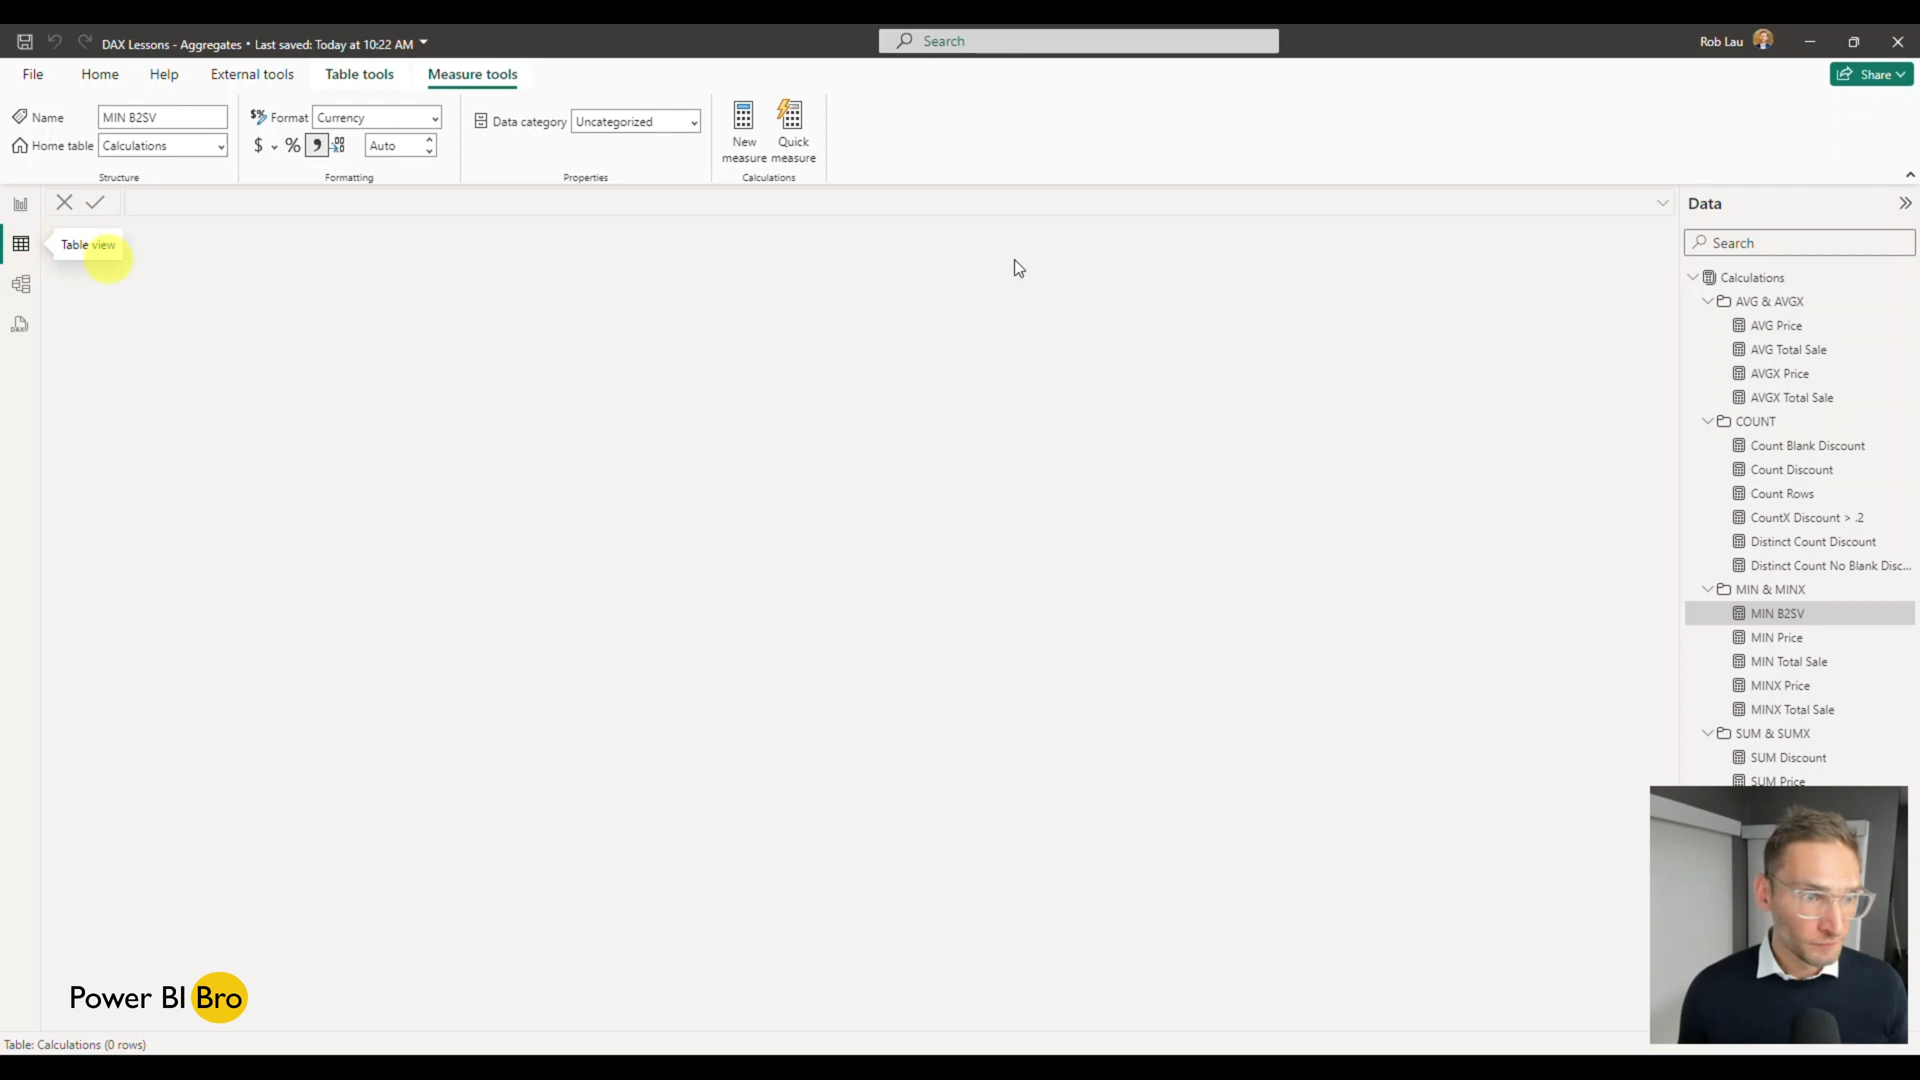 DAX Lessons - Aggregates • Last saved: Today at 10:22 AM
Search
Rob Lau
File Home Help External tools Table tools Measure tools
Share
Name MIN B2SV
Home table Calculations
Structure
$% Format Currency
$ % , Auto
Formatting
Data category Uncategorized
Properties
New measure
Quick measure
Calculations
Table view
Data
Search
Calculations
AVG & AVGX
AVG Price
AVG Total Sale
AVGX Price
AVGX Total Sale
COUNT
Count Blank Discount
Count Discount
Count Rows
CountX Discount > .2
Distinct Count Discount
Distinct Count No Blank Disc...
MIN & MINX
MIN B2SV
MIN Price
MIN Total Sale
MINX Price
MINX Total Sale
SUM & SUMX
SUM Discount
SUM Price
DAX
Power BI Bro
Table: Calculations (0 rows)